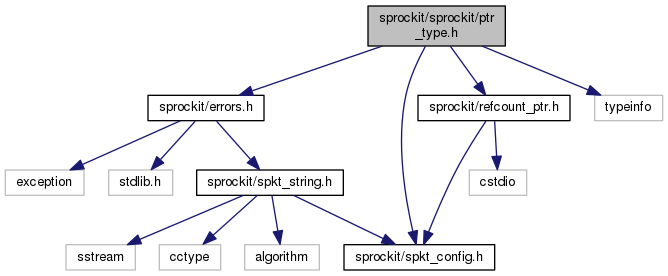 sprockit/sprockit/ptr
_type.h
sprockit/errors.h
sprockit/refcount_ptr.h
typeinfo
exception
stdlib.h
sprockit/spkt_string.h
cstdio
sstream
cctype
algorithm
sprockit/spkt_config.h